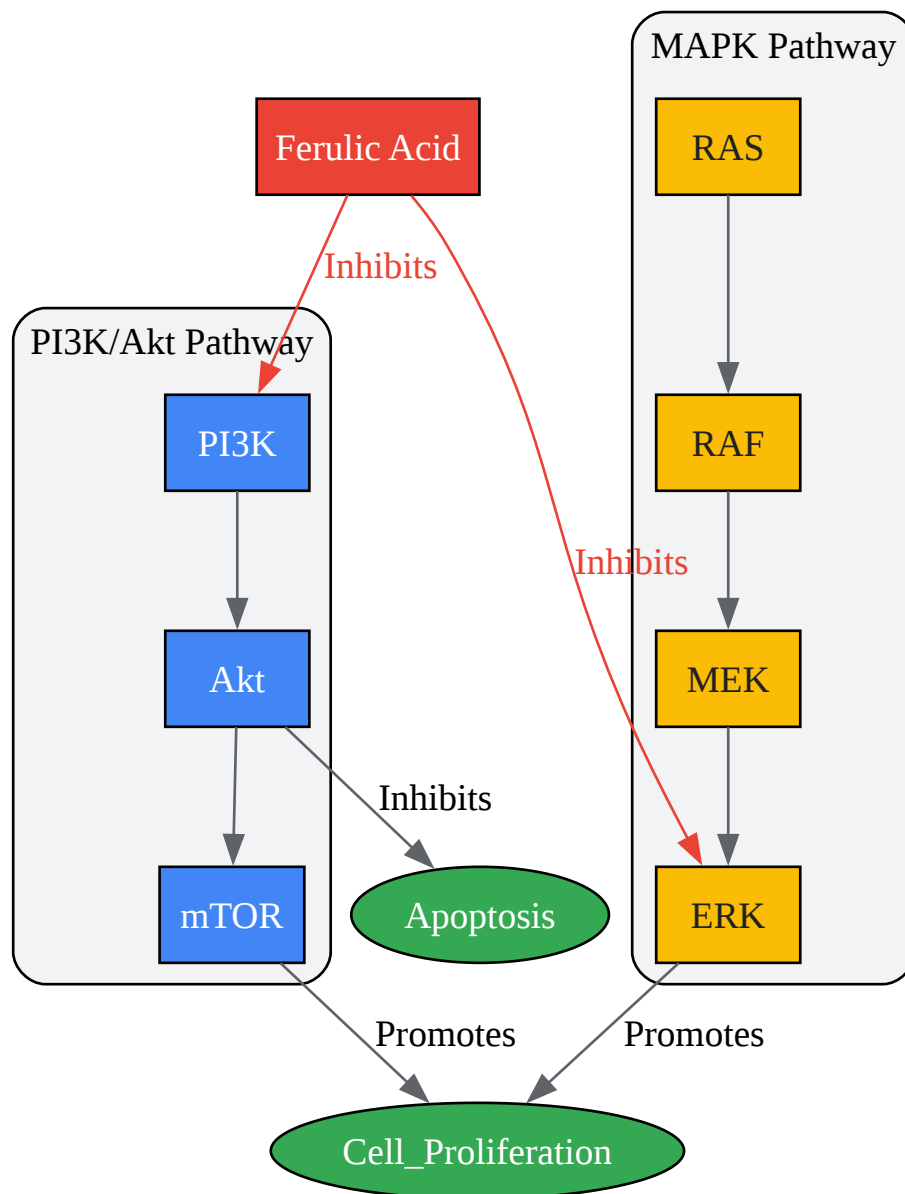 MAPK Pathway
Ferulic Acid
RAS
Inhibits
PI3K/Akt Pathway
PI3K
RAF
Inhibits
Akt
MEK
Inhibits
mTOR
Apoptosis
ERK
Promotes
Promotes
Cell_Proliferation